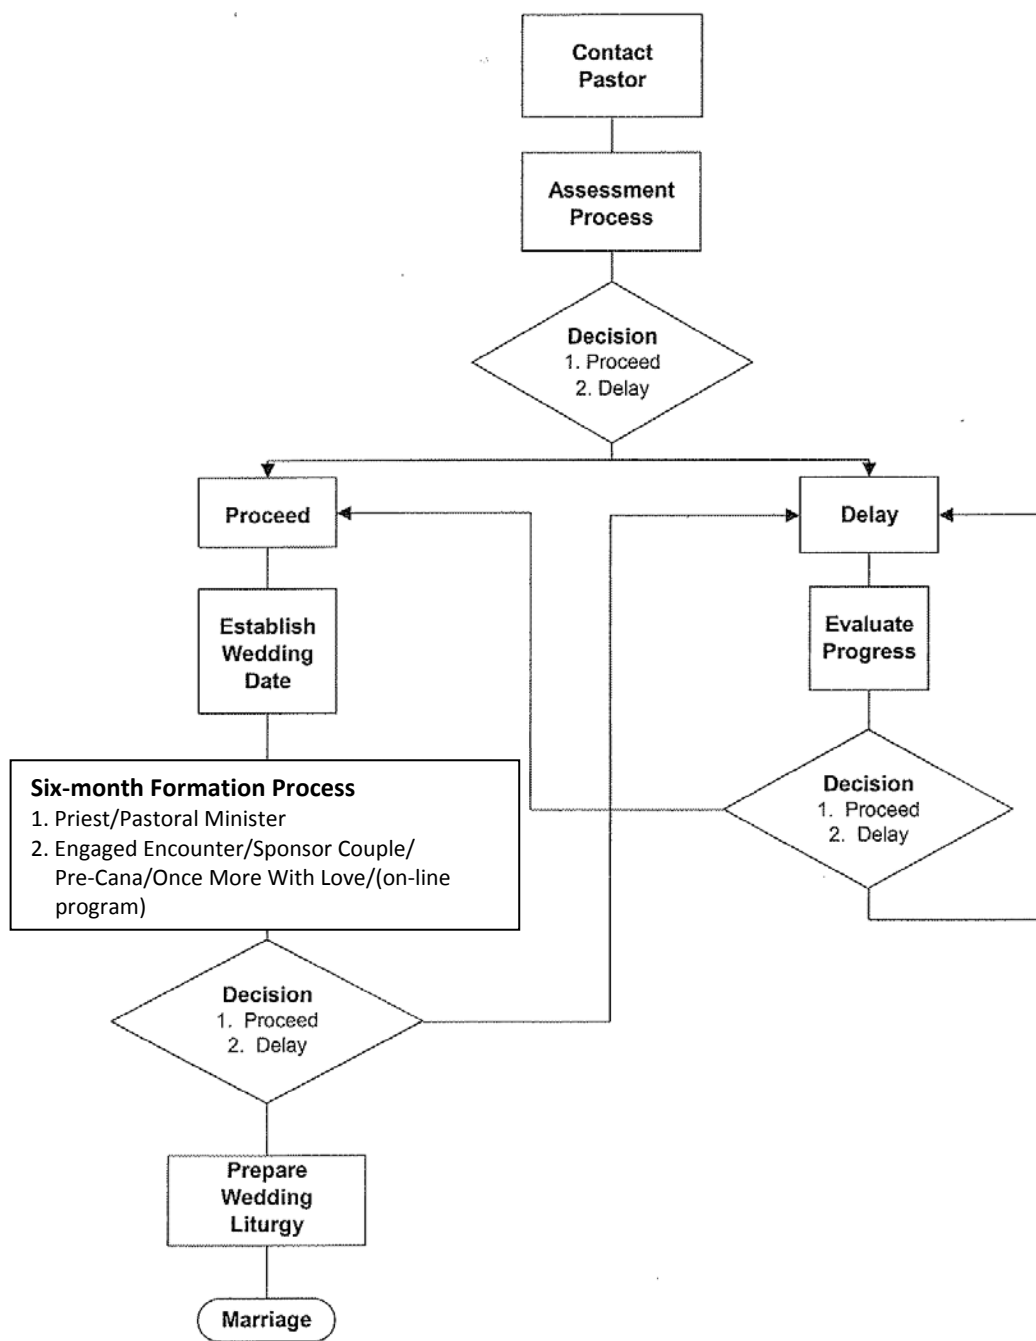 Contact
Pastor
Assessment
Process
Decision
1. Proceed
2. Delay
Proceed
Delay
Establish
Wedding
Date
Evaluate
Progress
Six-month Formation Process
1. Priest/Pastoral Minister
2. Engaged Encounter/Sponsor Couple/
Pre-Cana/Once More With Love/(on-line
program)
Decision
1. Proceed
2. Delay
Decision
1. Proceed
2. Delay
Prepare
Wedding
Liturgy
Marriage